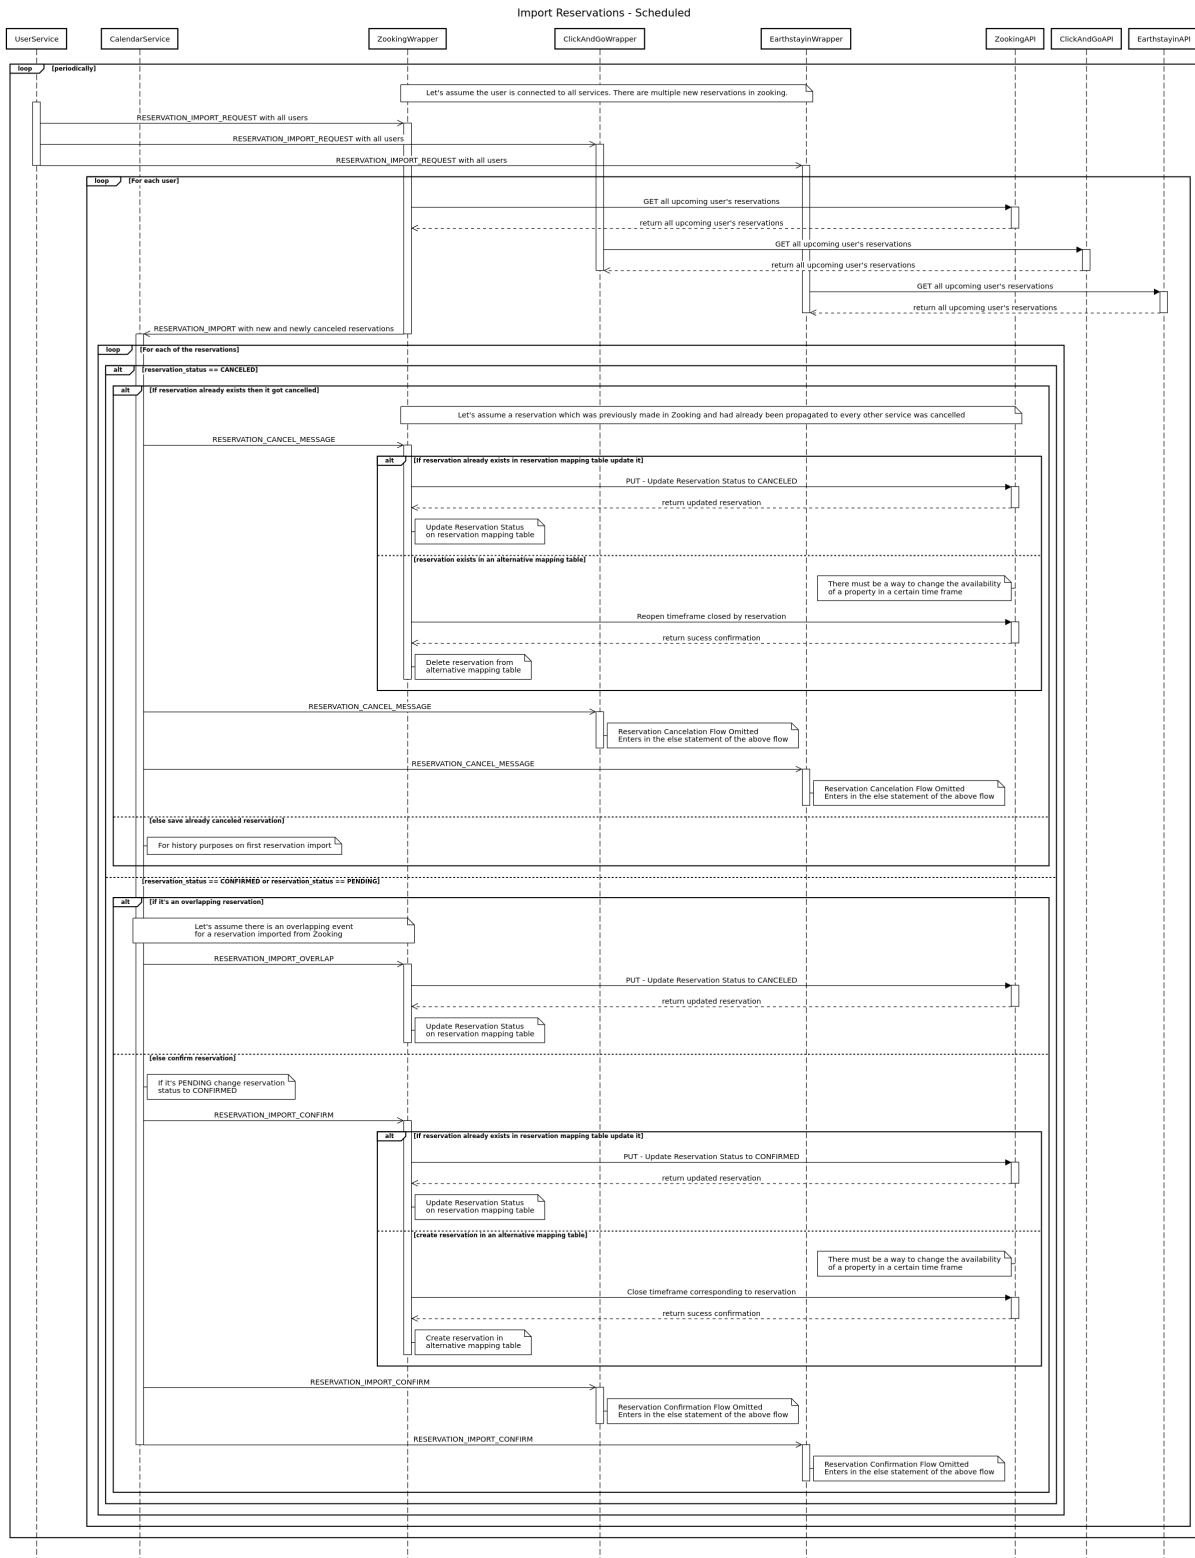 Import Reservations - Scheduled
UserService
CalendarService
ZookingWrapper
ClickAndGoWrapper
EarthstayinWrapper
ZookingAPI
ClickAndGoAPI
EarthstayinAPI
loop
[periodically]
Let's assume the user is connected to all services. There are multiple new reservations in zooking.
RESERVATION_IMPORT_REQUEST with all users
RESERVATION_IMPORT_REQUEST with all users
RESERVATION_IMPORT_REQUEST with all users
loop
[For each user]
GET all upcoming user's reservations
return all upcoming user's reservations
GET all upcoming user's reservations
return all upcoming user's reservations
GET all upcoming user's reservations
return all upcoming user's reservations
RESERVATION_IMPORT with new and newly canceled reservations
loop
[For each of the reservations]
alt
[reservation_status == CANCELED]
alt
[If reservation already exists then it got cancelled]
Let's assume a reservation which was previously made in Zooking and had already been propagated to every other service was cancelled
RESERVATION_CANCEL_MESSAGE
alt
[If reservation already exists in reservation mapping table update it]
PUT - Update Reservation Status to CANCELED
return updated reservation
Update Reservation Status
on reservation mapping table
[reservation exists in an alternative mapping table]
There must be a way to change the availability
of a property in a certain time frame
Reopen timeframe closed by reservation
return sucess confirmation
Delete reservation from
alternative mapping table
RESERVATION_CANCEL_MESSAGE
Reservation Cancelation Flow Omitted
Enters in the else statement of the above flow
RESERVATION_CANCEL_MESSAGE
Reservation Cancelation Flow Omitted
Enters in the else statement of the above flow
[else save already canceled reservation]
For history purposes on first reservation import
[reservation_status == CONFIRMED or reservation_status == PENDING]
alt
[if it's an overlapping reservation]
Let's assume there is an overlapping event
for a reservation imported from Zooking
RESERVATION_IMPORT_OVERLAP
PUT - Update Reservation Status to CANCELED
return updated reservation
Update Reservation Status
on reservation mapping table
[else confirm reservation]
If it's PENDING change reservation
status to CONFIRMED
RESERVATION_IMPORT_CONFIRM
alt
[If reservation already exists in reservation mapping table update it]
PUT - Update Reservation Status to CONFIRMED
return updated reservation
Update Reservation Status
on reservation mapping table
[create reservation in an alternative mapping table]
There must be a way to change the availability
of a property in a certain time frame
Close timeframe corresponding to reservation
return sucess confirmation
Create reservation in
alternative mapping table
RESERVATION_IMPORT_CONFIRM
Reservation Confirmation Flow Omitted
Enters in the else statement of the above flow
RESERVATION_IMPORT_CONFIRM
Reservation Confirmation Flow Omitted
Enters in the else statement of the above flow